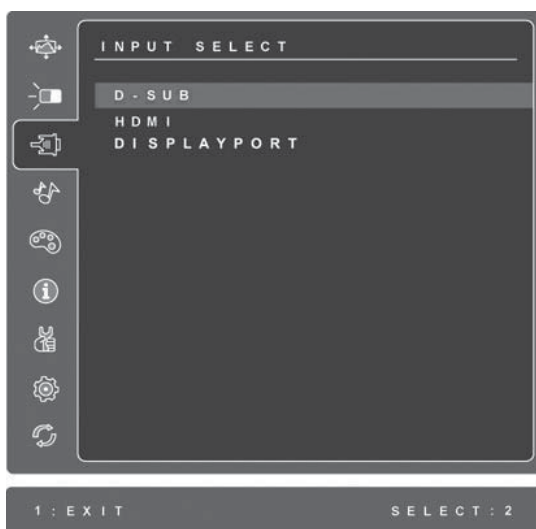 INPUT SELECT
D-SUB
HDMI
DISPLAYPORT
1:EXIT SELECT:2